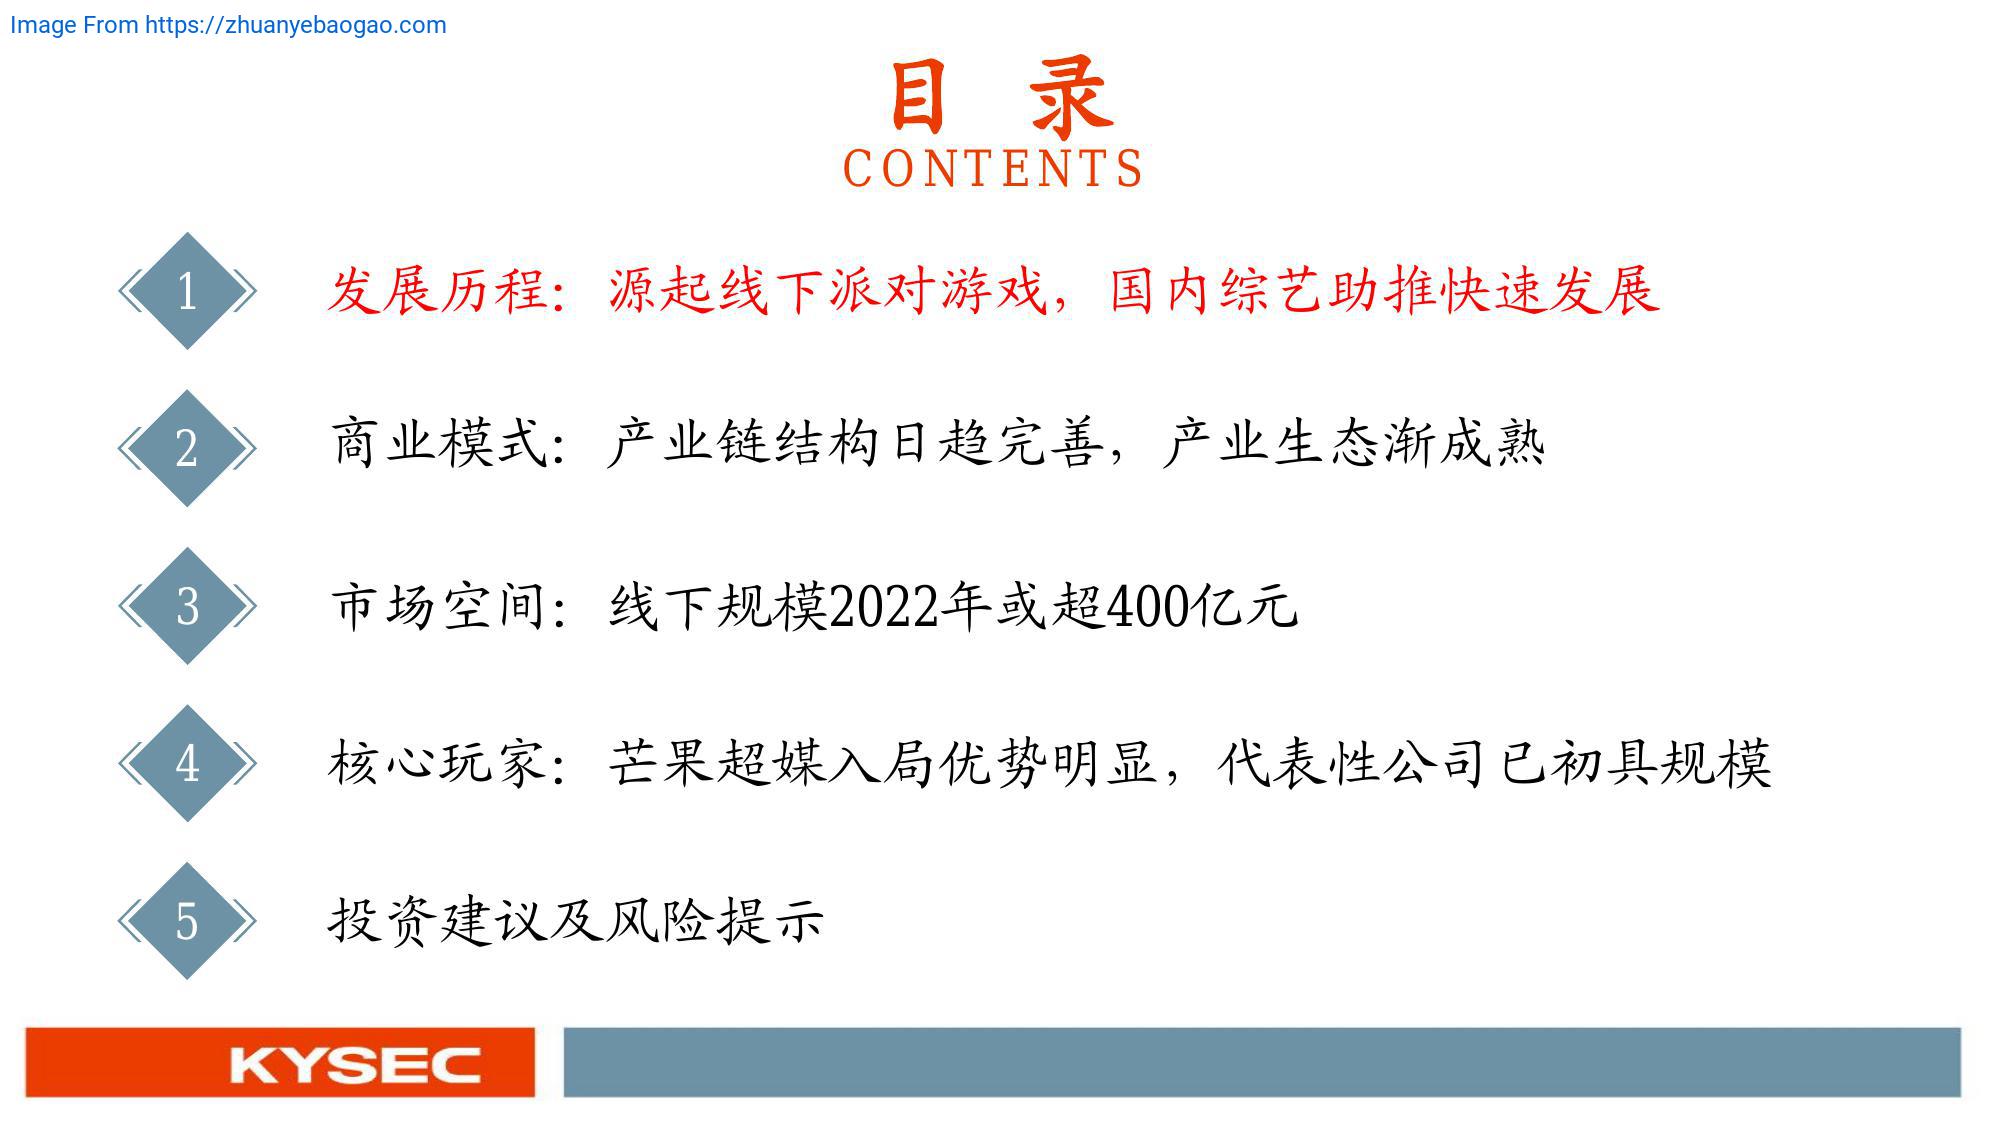 Image From https://zhuanyebaogao.com
目 录
CONTENTS
1 发展历程：源起线下派对游戏，国内综艺助推快速发展
2 商业模式：产业链结构日趋完善，产业生态渐成熟
3 市场空间：线下规模2022年或超400亿元
4 核心玩家：芒果超媒入局优势明显，代表性公司已初具规模
5 投资建议及风险提示
KYSEC